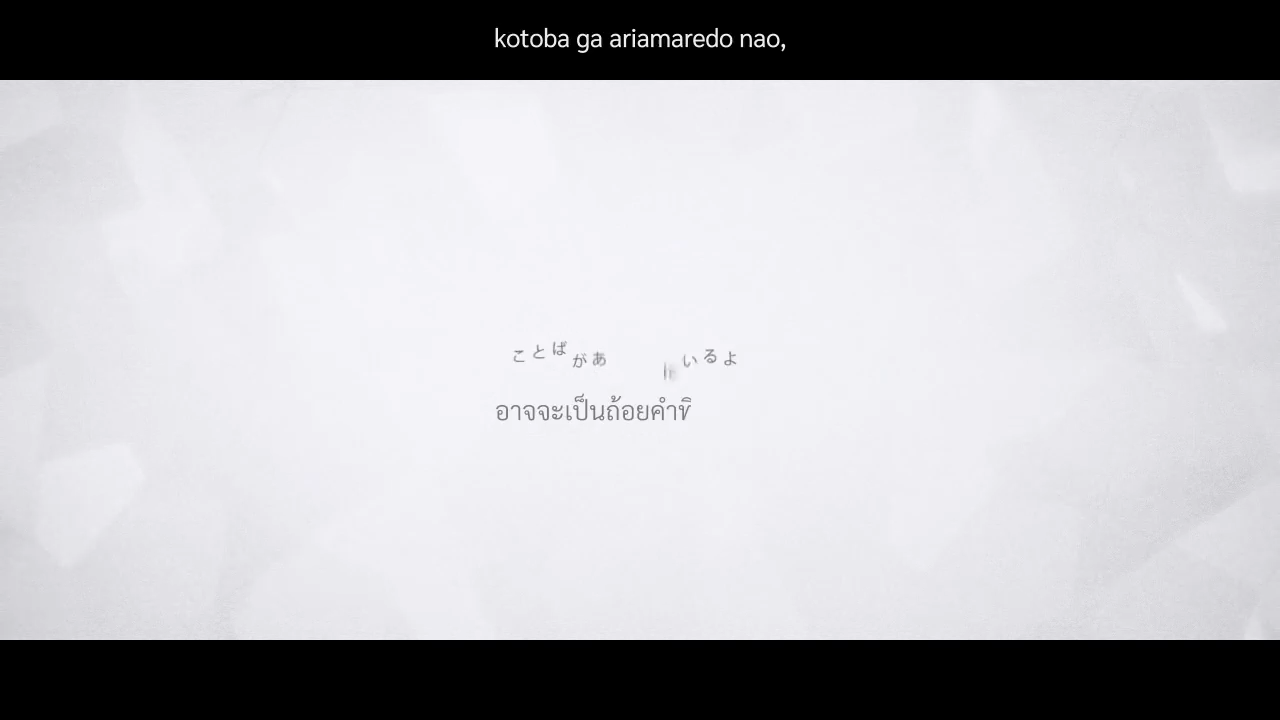 kotoba ga ariamaredo nao,
ことばがあ いるよ
อาจจะเป็นถ้อยคำที่